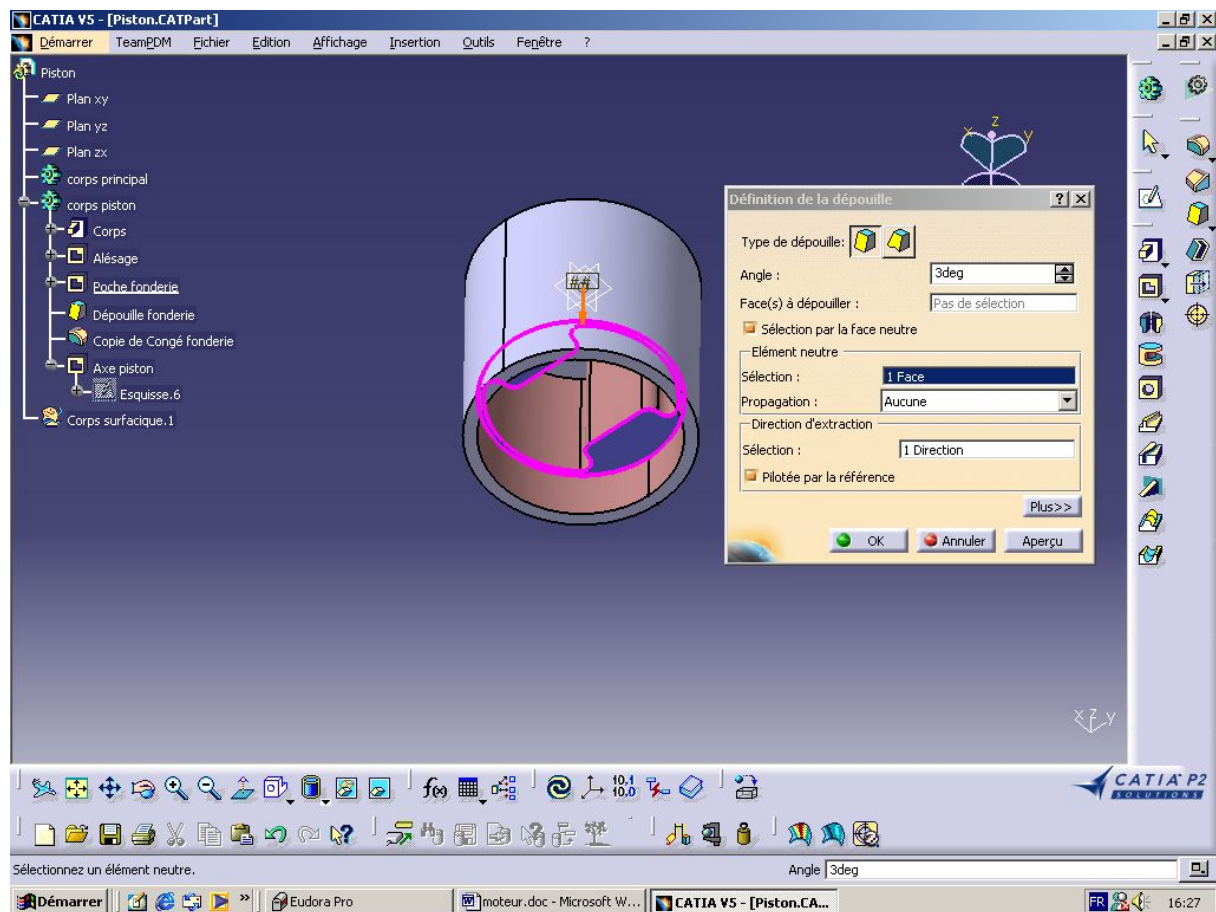 CATIA V5 - [Piston.CATPart]
Démarrer TeamPDM Fichier Edition Affichage Insertion Outils Fenêtre ?
Piston
Plan xy
Plan yz
Plan zx
corps principal
corps piston
Corps
Alésage
Poche fonderie
Dépouille fonderie
Copie de Congé fonderie
Axe piston
Esquisse.6
Corps surfacique.1
x z y
##
Définition de la dépouille
Type de dépouille:
Angle : 3deg
Face(s) à dépouiller : Pas de sélection
Sélection par la face neutre
Elément neutre
Sélection : 1 Face
Propagation : Aucune
Direction d'extraction
Sélection : 1 Direction
Pilotée par la référence
Plus>>
OK Annuler Aperçu
x z y
f(x) 10.1
10.0
CATIA P2
SOLUTIONS
Sélectionnez un élément neutre. Angle 3deg
Démarrer » Eudora Pro moteur.doc - Microsoft W... CATIA V5 - [Piston.CA... FR 16:27